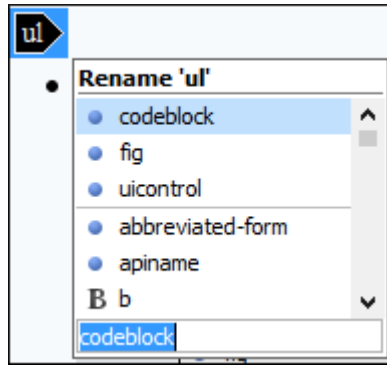 ul
Rename 'ul'
codeblock
fig
uicontrol
abbreviated-form
apiname
B b
codeblock